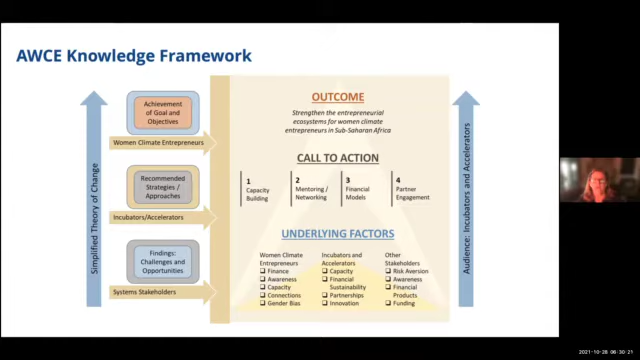 AWCE Knowledge Framework
Simplified Theory of Change
Achievement
of Goal and
Objectives
Women Climate Entrepreneurs
Recommended
Strategies /
Approaches
Incubators/Accelerators
Findings:
Challenges and
Opportunities
Systems Stakeholders
OUTCOME
Strengthen the entrepreneurial
ecosystems for women climate
entrepreneurs in Sub-Saharan Africa
CALL TO ACTION
1
Capacity
Building
2
Mentoring /
Networking
3
Financial
Models
4
Partner
Engagement
UNDERLYING FACTORS
Women Climate
Entrepreneurs
Finance
Awareness
Capacity
Connections
Gender Bias
Incubators and
Accelerators
Capacity
Financial
Sustainability
Partnerships
Innovation
Other
Stakeholders
Risk Aversion
Awareness
Financial
Products
Funding
Audience: Incubators and Accelerators
2021-10-28 06:30:21